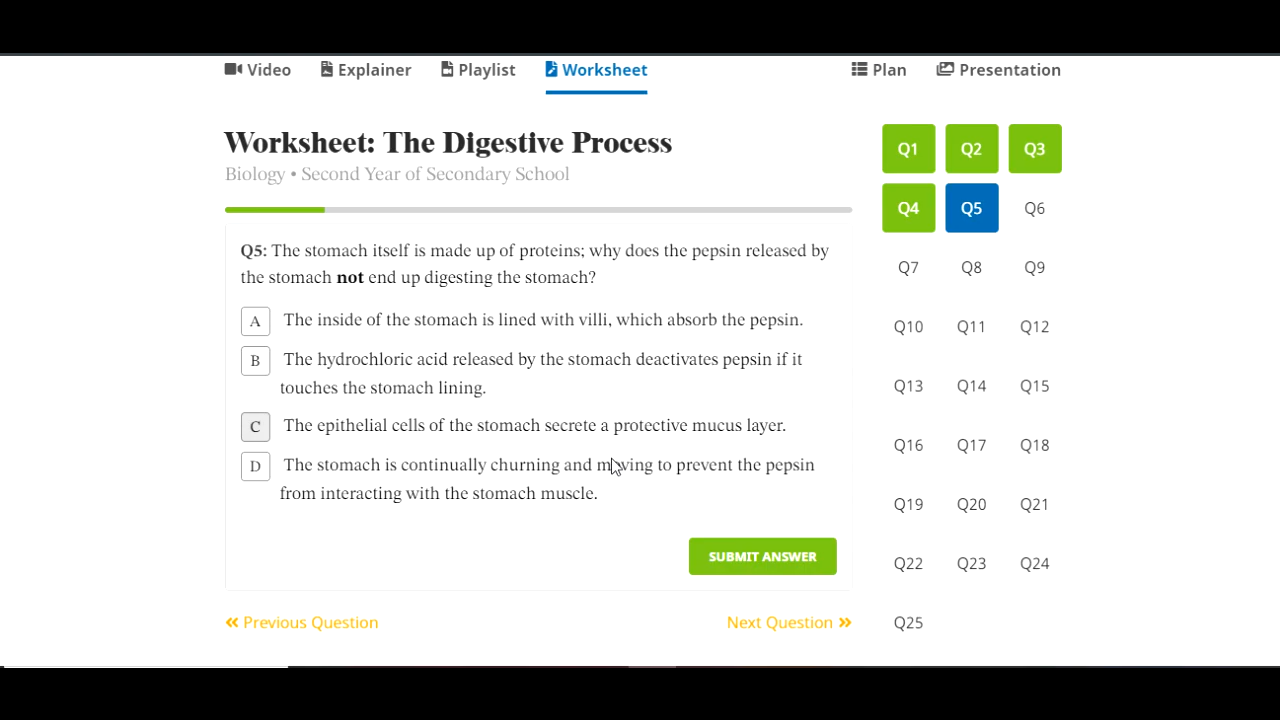 Video Explainer Playlist Worksheet Plan Presentation
Worksheet: The Digestive Process
Biology • Second Year of Secondary School
Q5: The stomach itself is made up of proteins; why does the pepsin released by
the stomach not end up digesting the stomach?
A The inside of the stomach is lined with villi, which absorb the pepsin.
B The hydrochloric acid released by the stomach deactivates pepsin if it
touches the stomach lining.
C The epithelial cells of the stomach secrete a protective mucus layer.
D The stomach is continually churning and moving to prevent the pepsin
from interacting with the stomach muscle.
SUBMIT ANSWER
Previous Question Next Question
Q1 Q2 Q3
Q4 Q5 Q6
Q7 Q8 Q9
Q10 Q11 Q12
Q13 Q14 Q15
Q16 Q17 Q18
Q19 Q20 Q21
Q22 Q23 Q24
Q25